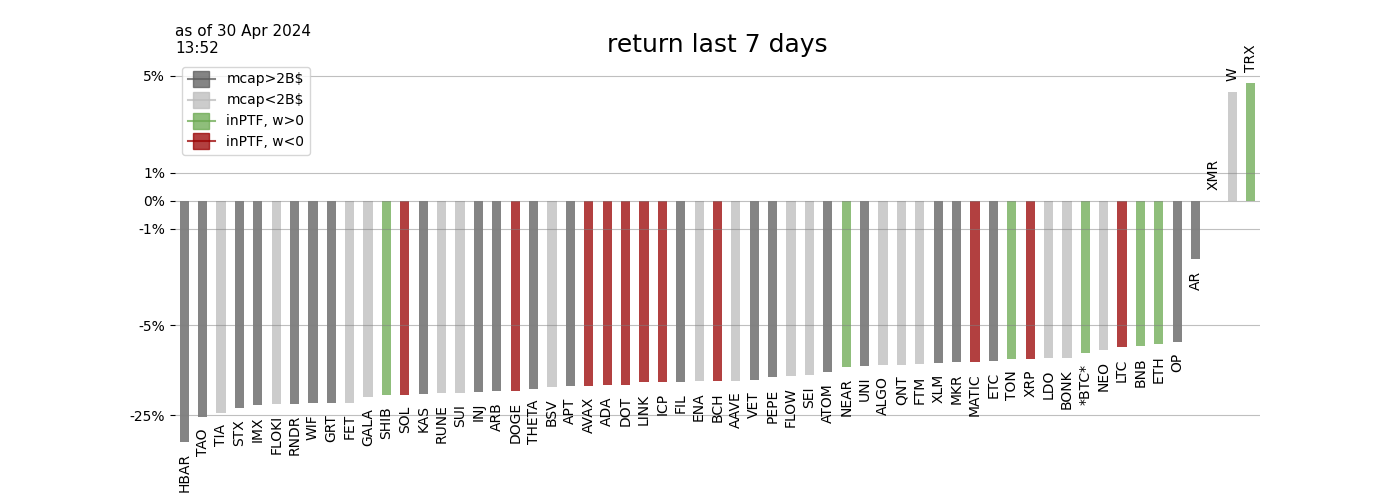 as of 30 Apr 2024
13:52
return last 7 days
mcap>2B$
mcap<2B$
inPTF, w>0
inPTF, w<0
5%
1%
0%
-1%
-5%
-25%
HBAR
TAO
TIA
STX
IMX
FLOKI
RNDR
WIF
GRT
FET
GALA
SHIB
SOL
KAS
RUNE
SUI
INJ
ARB
DOGE
THETA
BSV
APT
AVAX
ADA
DOT
LINK
ICP
FIL
ENA
BCH
AAVE
VET
PEPE
FLOW
SEI
ATOM
NEAR
UNI
ALGO
QNT
FTM
XLM
MKR
MATIC
ETC
TON
XRP
LDO
BONK
*BTC*
NEO
LTC
BNB
ETH
OP
AR
XMR
W
TRX